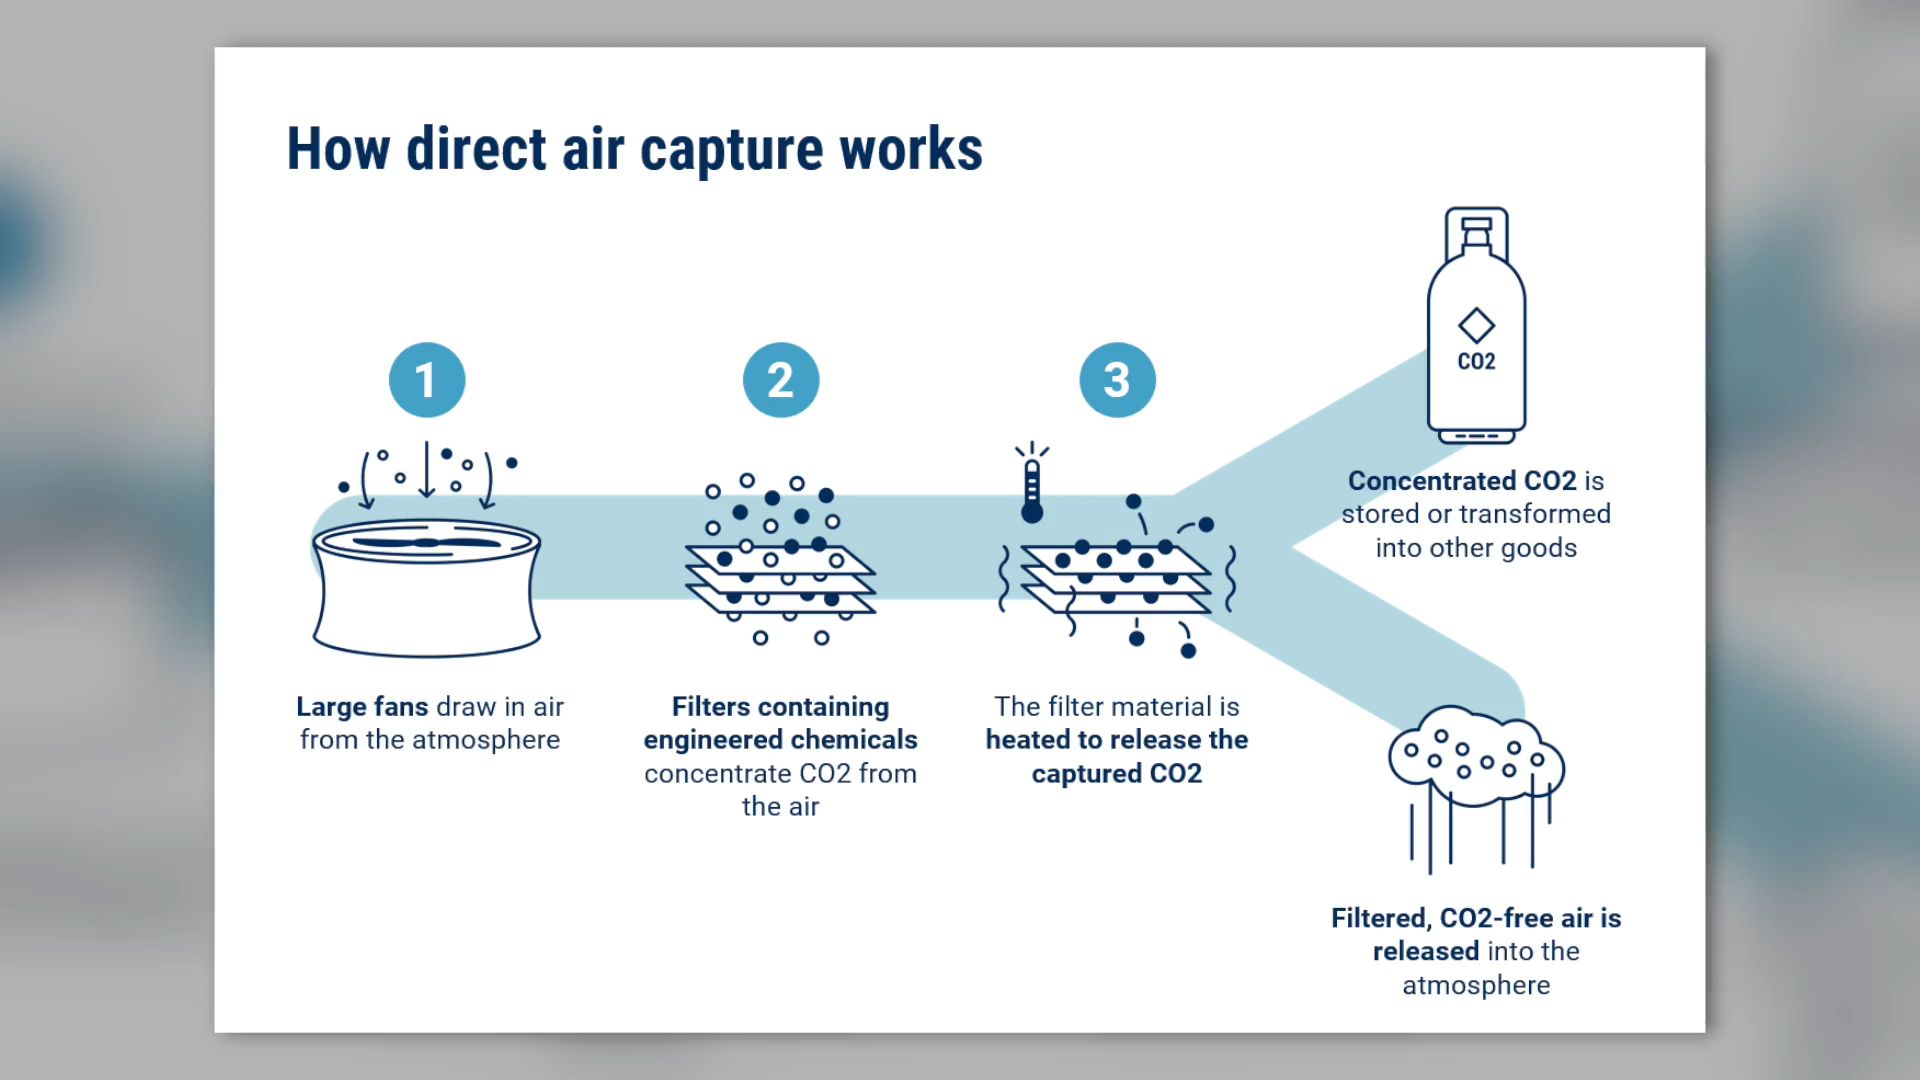 How direct air capture works
1
2
3
CO2
Concentrated CO2 is
stored or transformed
into other goods
Large fans draw in air
from the atmosphere
Filters containing
engineered chemicals
concentrate CO2 from
the air
The filter material is
heated to release the
captured CO2
Filtered, CO2-free air is
released into the
atmosphere